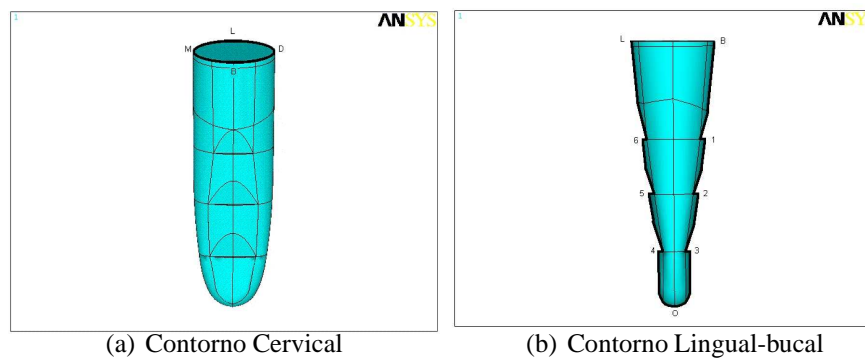 1
ANSYS
L
M
D
B
1
ANSYS
L
B
6
1
5
2
4
3
O
(a) Contorno Cervical
(b) Contorno Lingual-bucal